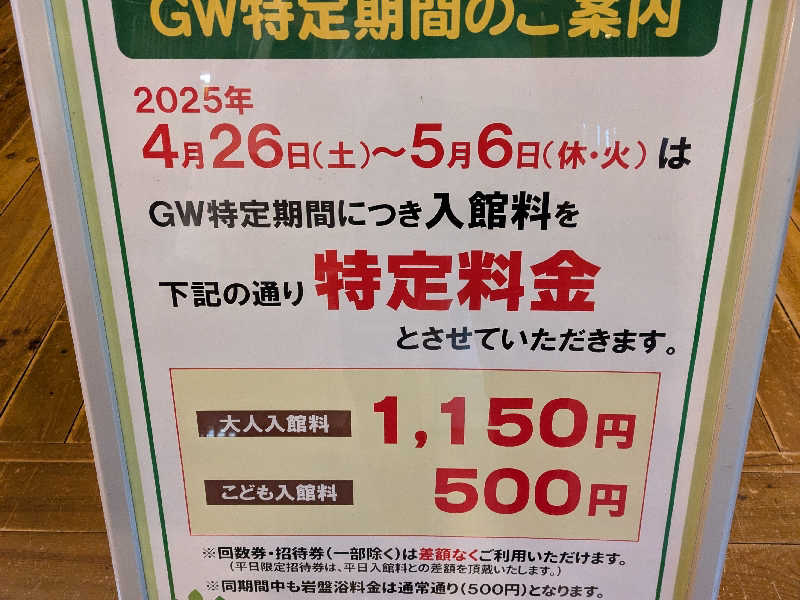 GW特定期間のご案内
2025年
4月26日(土)～5月6日(休・火)は
GW特定期間につき入館料を
下記の通り特定料金
とさせていただきます。
大人入館料 1,150円
こども入館料 500円
※回数券・招待券(一部除く)は差額なくご利用いただけます。
(平日限定招待券は、平日入館料との差額を頂戴いたします。)
※同期間中も岩盤浴料金は通常通り(500円)となります。